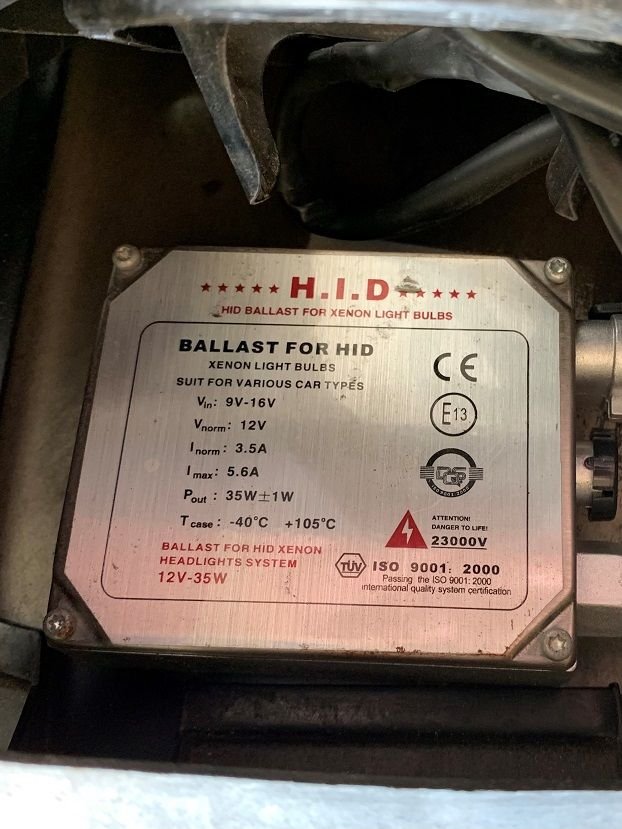 ★★★★★ H.I.D ★★★★★
HID BALLAST FOR XENON LIGHT BULBS
BALLAST FOR HID
XENON LIGHT BULBS
SUIT FOR VARIOUS CAR TYPES
Vin: 9V-16V
Vnorm: 12V
Inorm: 3.5A
Imax: 5.6A
Pout: 35W±1W
Tcase: -40°C +105°C
BALLAST FOR HID XENON
HEADLIGHTS SYSTEM
12V-35W
CE
E13
ATTENTION!
DANGER TO LIFE!
23000V
TÜV ISO 9001: 2000
Passing the ISO 9001: 2000
international quality system certification